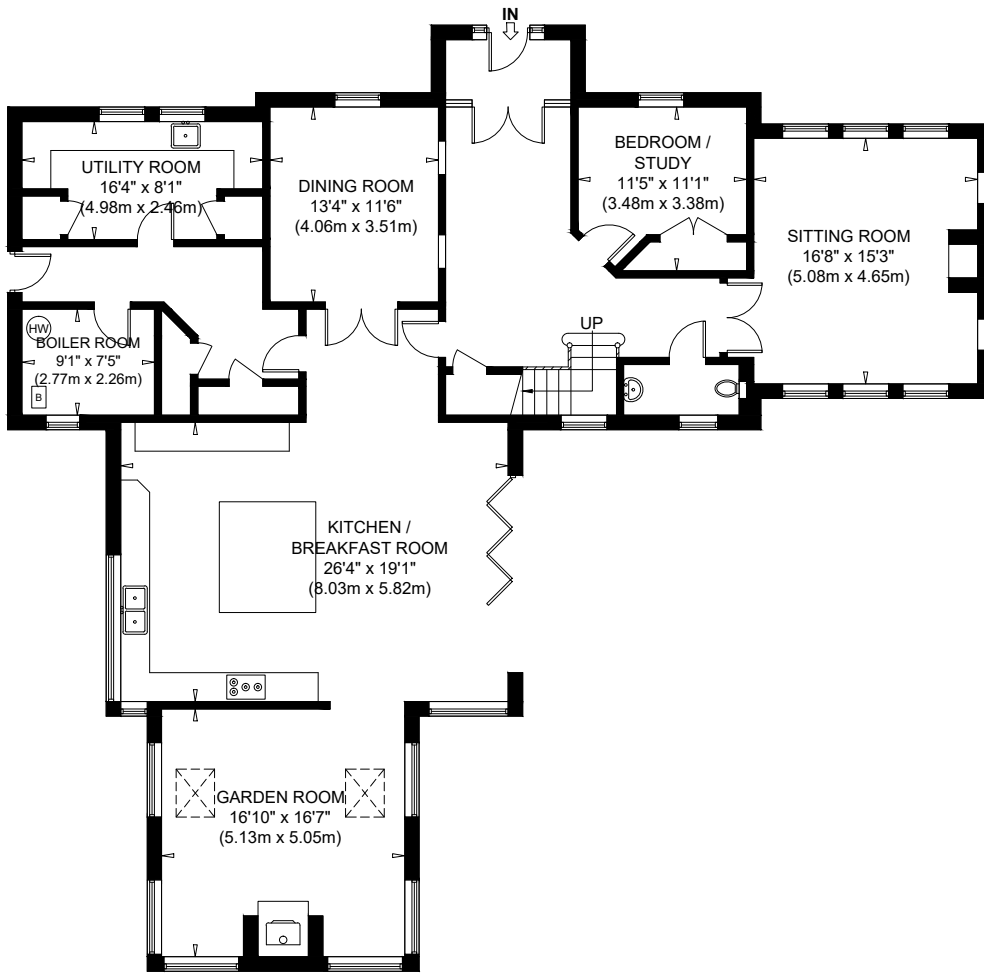 IN
UTILITY ROOM
16'4" x 8'1"
(4.98m x 2.46m)
DINING ROOM
13'4" x 11'6"
(4.06m x 3.51m)
BEDROOM /
STUDY
11'5" x 11'1"
(3.48m x 3.38m)
SITTING ROOM
16'8" x 15'3"
(5.08m x 4.65m)
HW
BOILER ROOM
9'1" x 7'5"
(2.77m x 2.26m)
B
UP
KITCHEN /
BREAKFAST ROOM
26'4" x 19'1"
(8.03m x 5.82m)
GARDEN ROOM
16'10" x 16'7"
(5.13m x 5.05m)